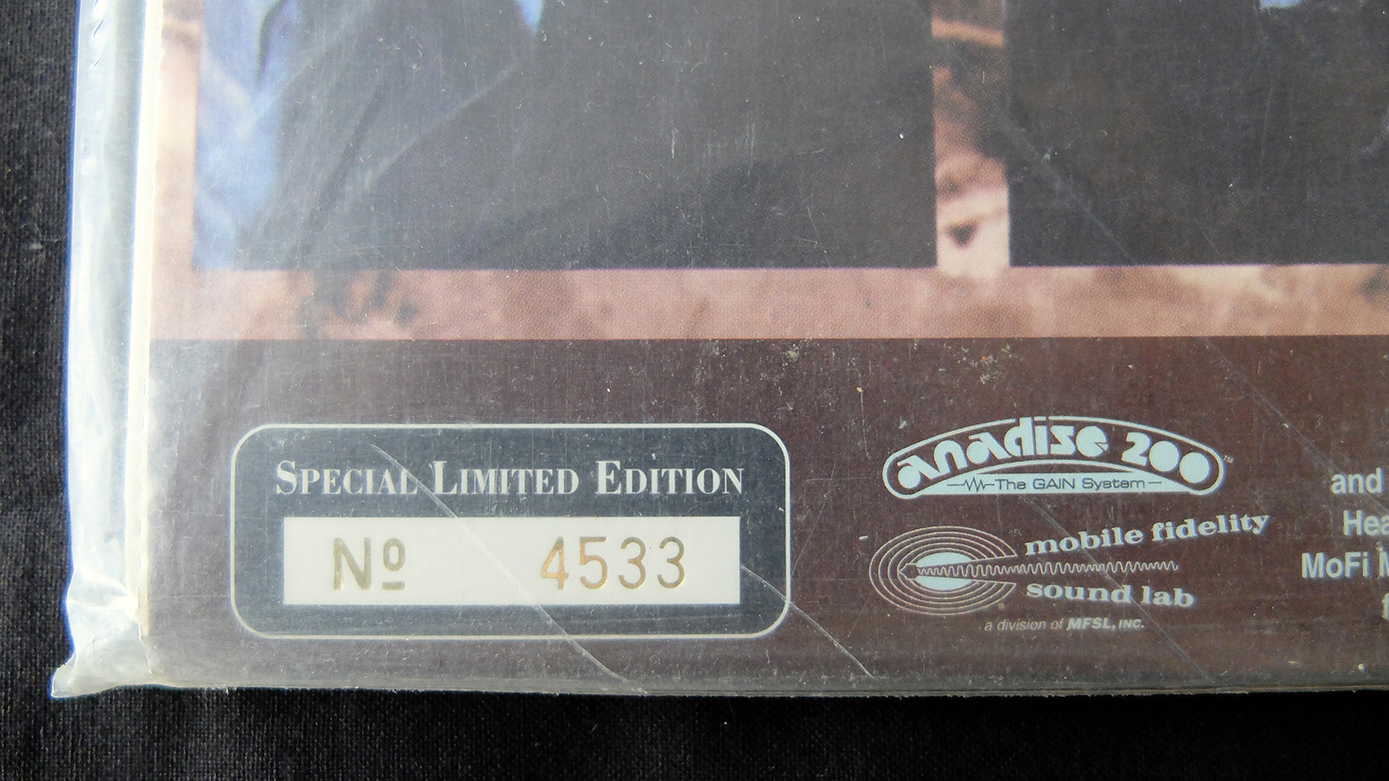 SPECIAL LIMITED EDITION
Nº 4533
anadisc 200™
The GAIN System
mobile fidelity
sound lab
a division of MFSL, INC.
and
MoFi